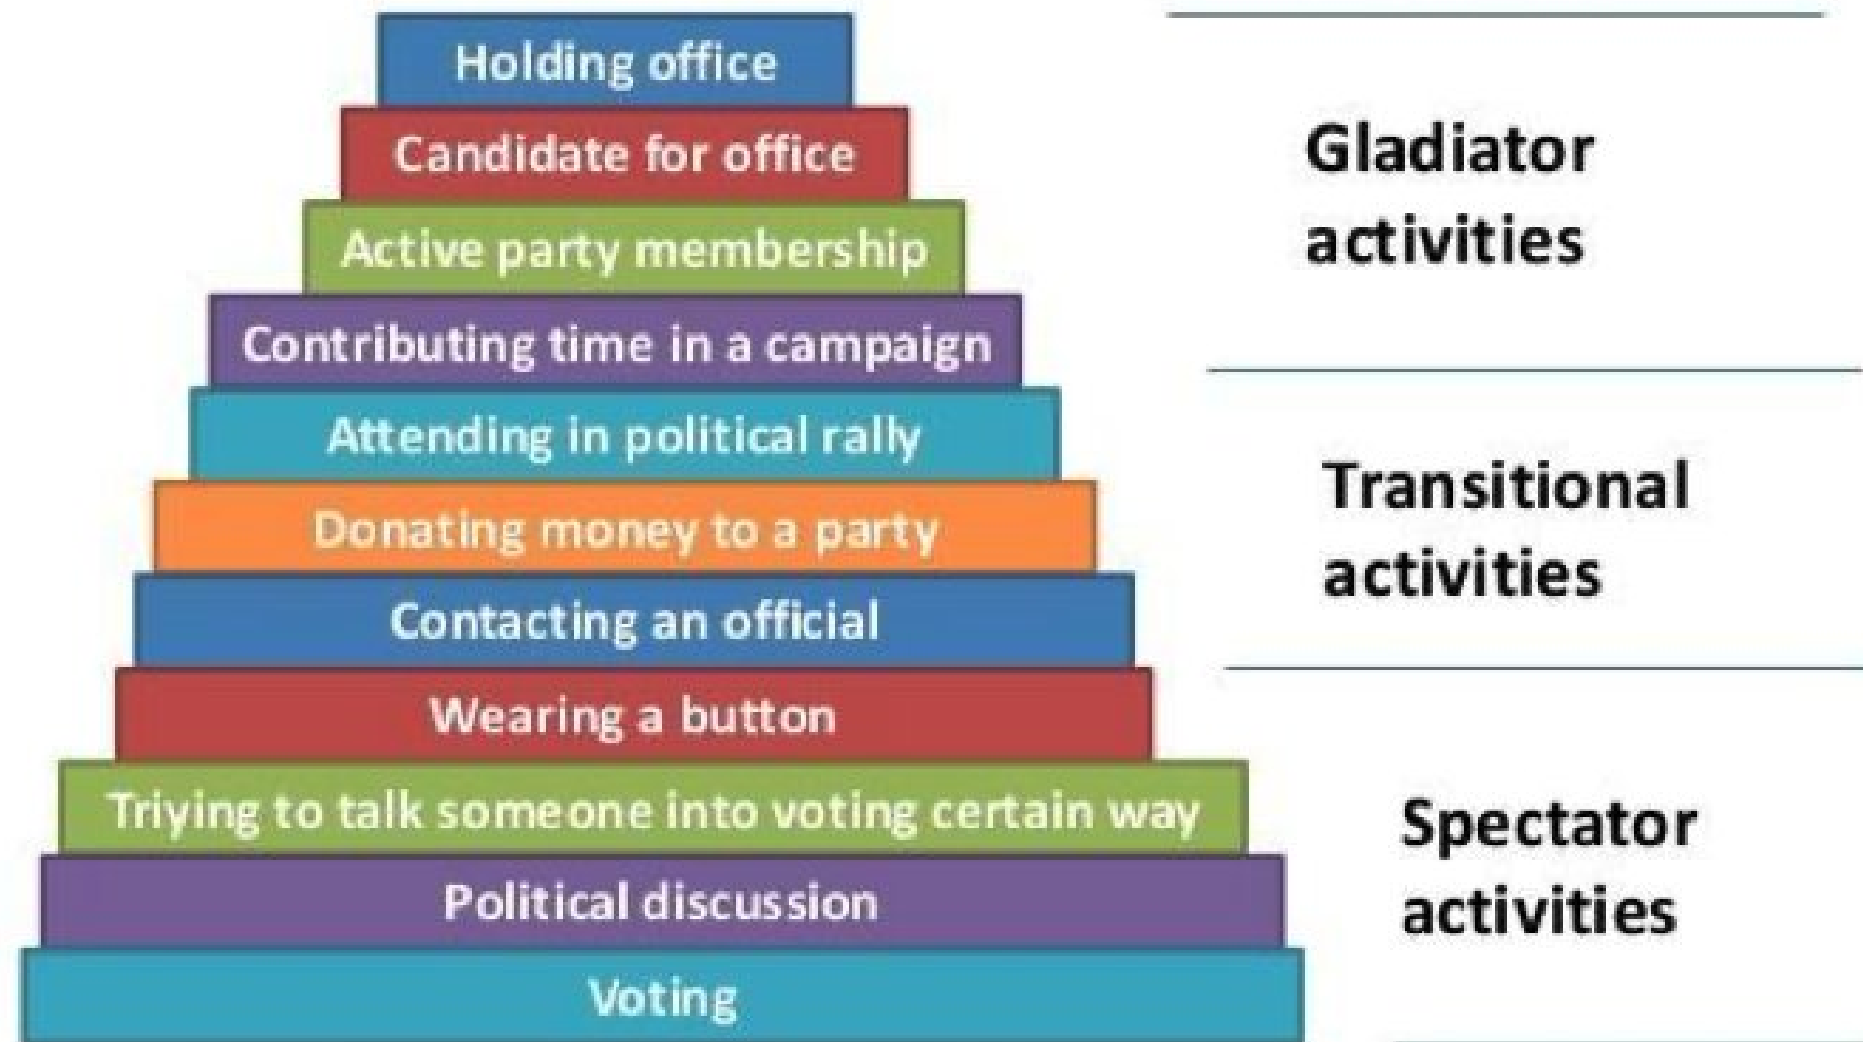 Holding office
Candidate for office
Active party membership
Contributing time in a campaign
Gladiator
activities
Attending in political rally
Donating money to a party
Contacting an official
Transitional
activities
Wearing a button
Triying to talk someone into voting certain way
Political discussion
Voting
Spectator
activities